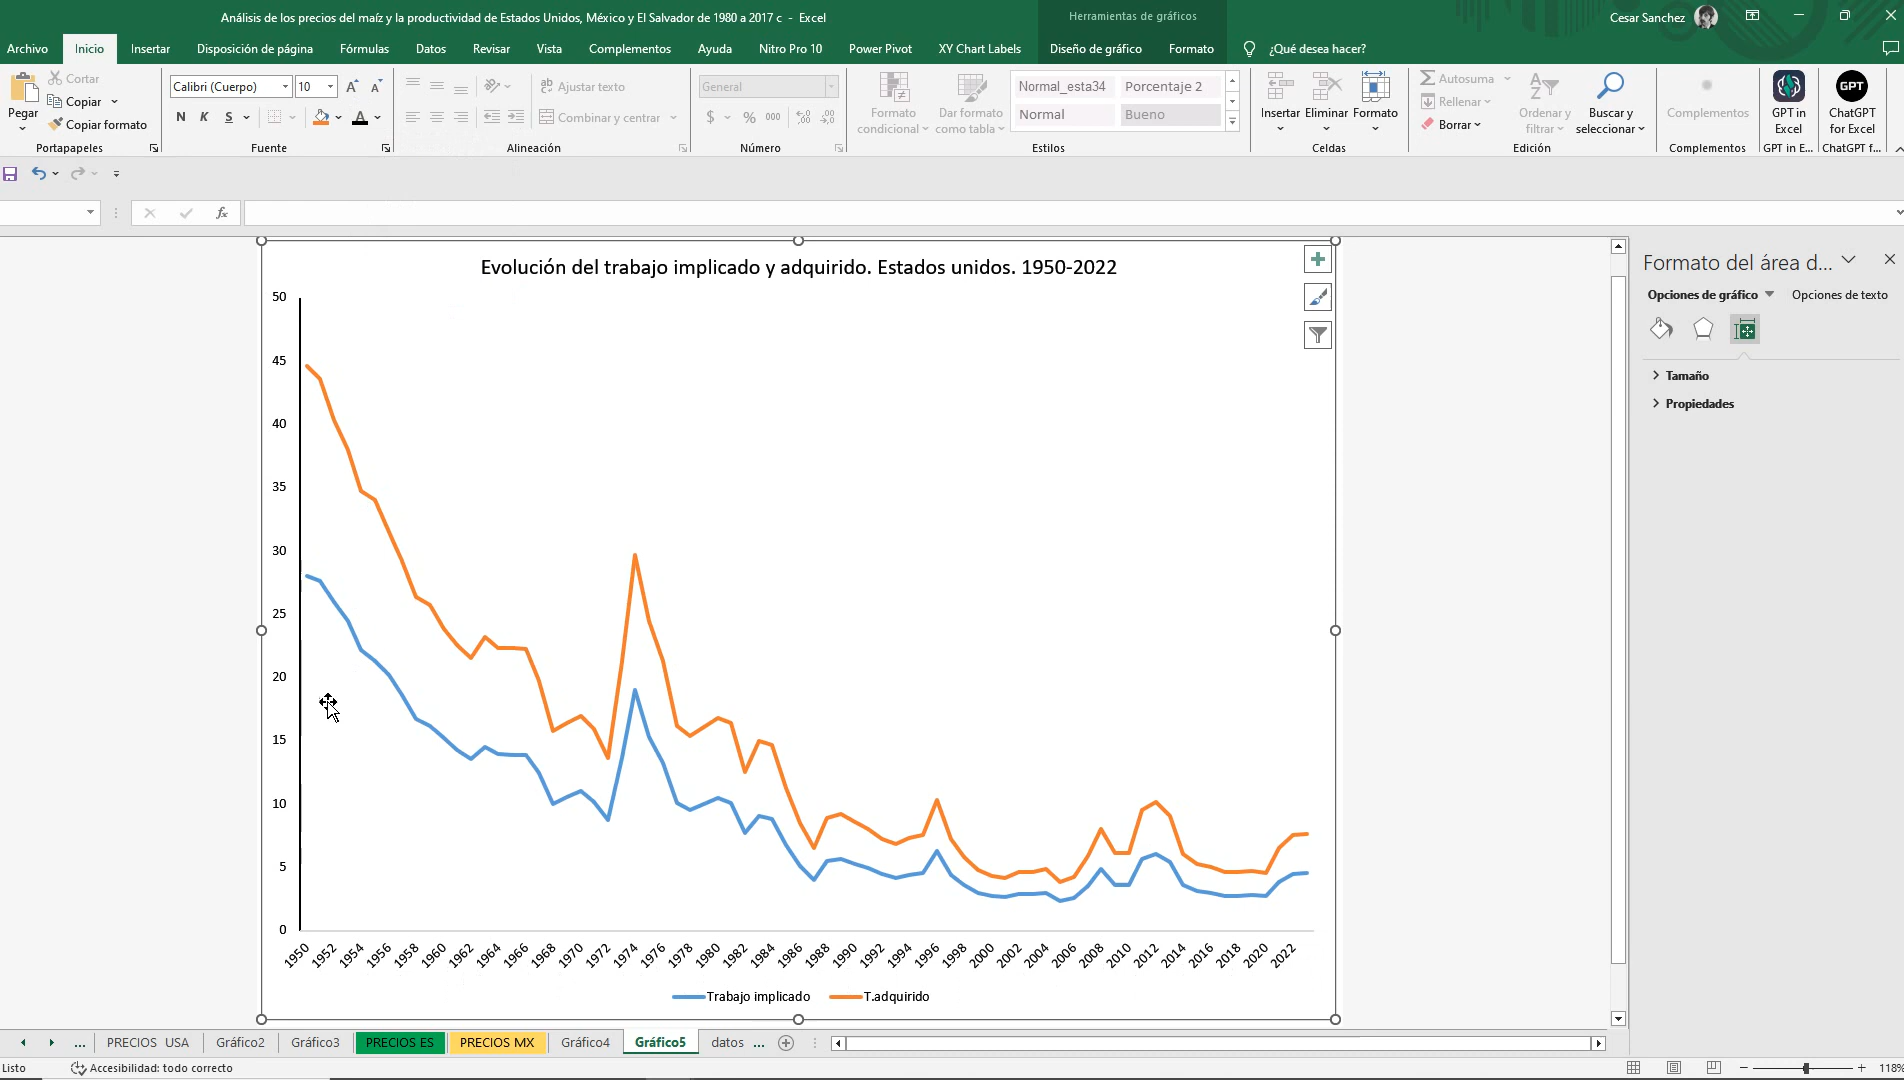 Análisis de los precios del maíz y la productividad de Estados Unidos, México y El Salvador de 1980 a 2017 c - Excel
Herramientas de gráficos
Cesar Sanchez
Archivo Inicio Insertar Disposición de página Fórmulas Datos Revisar Vista Complementos Ayuda Nitro Pro 10 Power Pivot XY Chart Labels Diseño de gráfico Formato ¿Qué desea hacer?
Pegar
Cortar
Copiar
Copiar formato
Portapapeles
Calibri (Cuerpo) 10
N K S A
Fuente
ab Ajustar texto
Combinar y centrar
Alineación
General
$ % 000
Número
Formato condicional
Dar formato como tabla
Normal_esta34 Porcentaje 2
Normal Bueno
Estilos
Insertar Eliminar Formato
Celdas
Autosuma
Rellenar
Borrar
Ordenar y filtrar
Buscar y seleccionar
Edición
Complementos
Complementos
GPT in Excel
GPT in E...
GPT
ChatGPT for Excel
ChatGPT f...
fx
Evolución del trabajo implicado y adquirido. Estados unidos. 1950-2022
50
45
40
35
30
25
20
15
10
5
0
1950 1952 1954 1956 1958 1960 1962 1964 1966 1968 1970 1972 1974 1976 1978 1980 1982 1984 1986 1988 1990 1992 1994 1996 1998 2000 2002 2004 2006 2008 2010 2012 2014 2016 2018 2020 2022
Trabajo implicado T.adquirido
Formato del área d...
Opciones de gráfico Opciones de texto
Tamaño
Propiedades
... PRECIOS USA Gráfico2 Gráfico3 PRECIOS ES PRECIOS MX Gráfico4 Gráfico5 datos ...
Listo Accesibilidad: todo correcto
118%